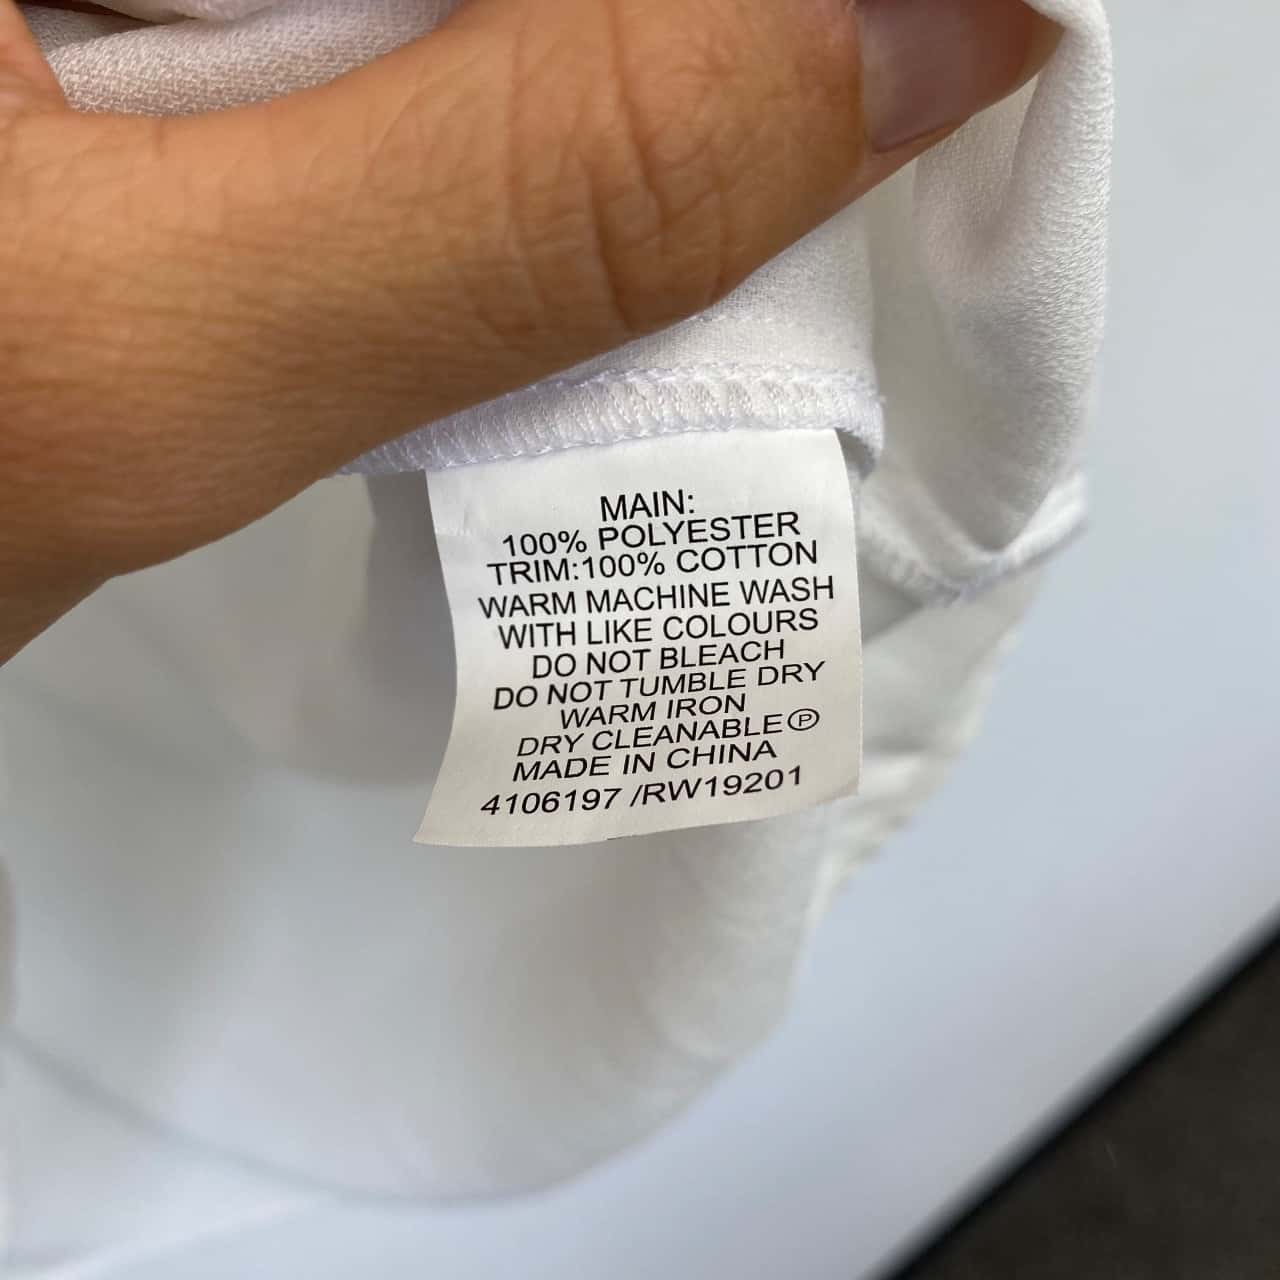 MAIN:
100% POLYESTER
TRIM:100% COTTON
WARM MACHINE WASH
WITH LIKE COLOURS
DO NOT BLEACH
DO NOT TUMBLE DRY
WARM IRON
DRY CLEANABLE Ⓟ
MADE IN CHINA
4106197 /RW19201